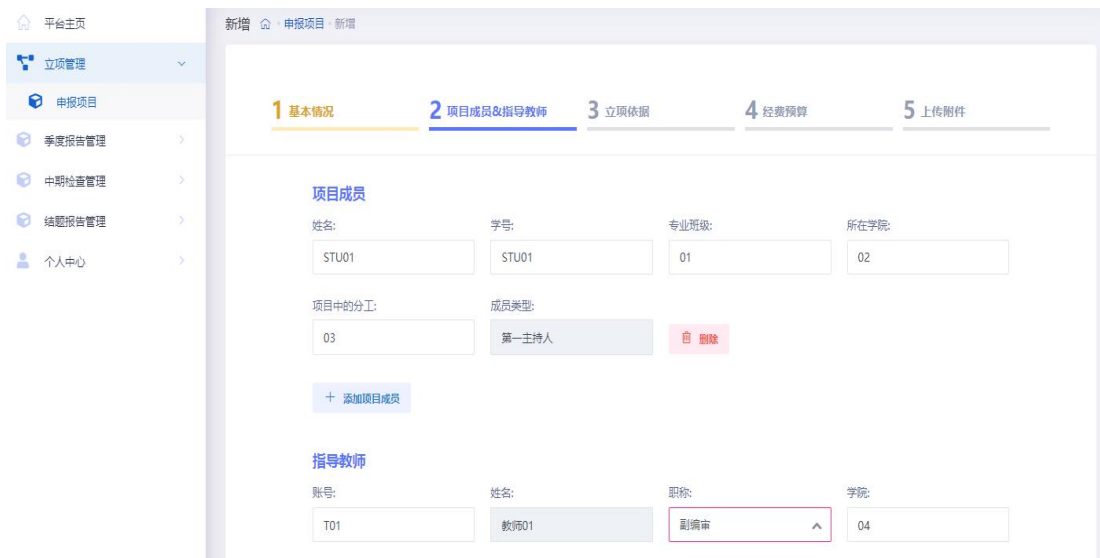 平台主页
立项管理
申报项目
季度报告管理
中期检查管理
结题报告管理
个人中心
新增 申报项目 新增
1 基本情况 2 项目成员&指导教师 3 立项依据 4 经费预算 5 上传附件
项目成员
姓名: 学号: 专业班级: 所在学院:
STU01 STU01 01 02
项目中的分工: 成员类型:
03 第一主持人 删除
+ 添加项目成员
指导教师
账号: 姓名: 职称: 学院:
T01 教师01 副编审 04